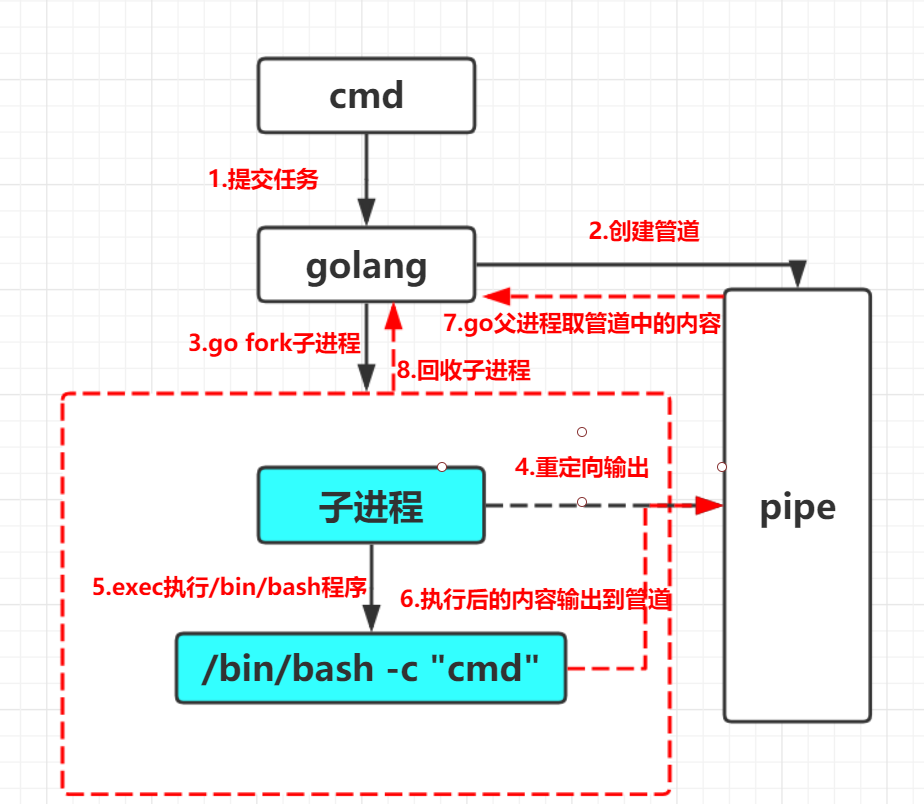 cmd
1.提交任务
2.创建管道
golang
7.go父进程取管道中的内容
3.go fork子进程
8.回收子进程
4.重定向输出
子进程
pipe
5.exec执行/bin/bash程序
6.执行后的内容输出到管道
/bin/bash -c "cmd"